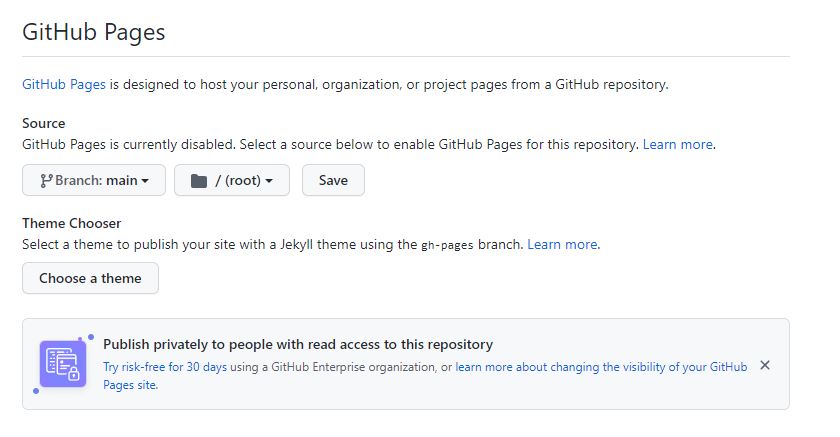 GitHub Pages
GitHub Pages is designed to host your personal, organization, or project pages from a GitHub repository.
Source
GitHub Pages is currently disabled. Select a source below to enable GitHub Pages for this repository. Learn more.
Branch: main
/ (root)
Save
Theme Chooser
Select a theme to publish your site with a Jekyll theme using the gh-pages branch. Learn more.
Choose a theme
Publish privately to people with read access to this repository
Try risk-free for 30 days using a GitHub Enterprise organization, or learn more about changing the visibility of your GitHub
Pages site.